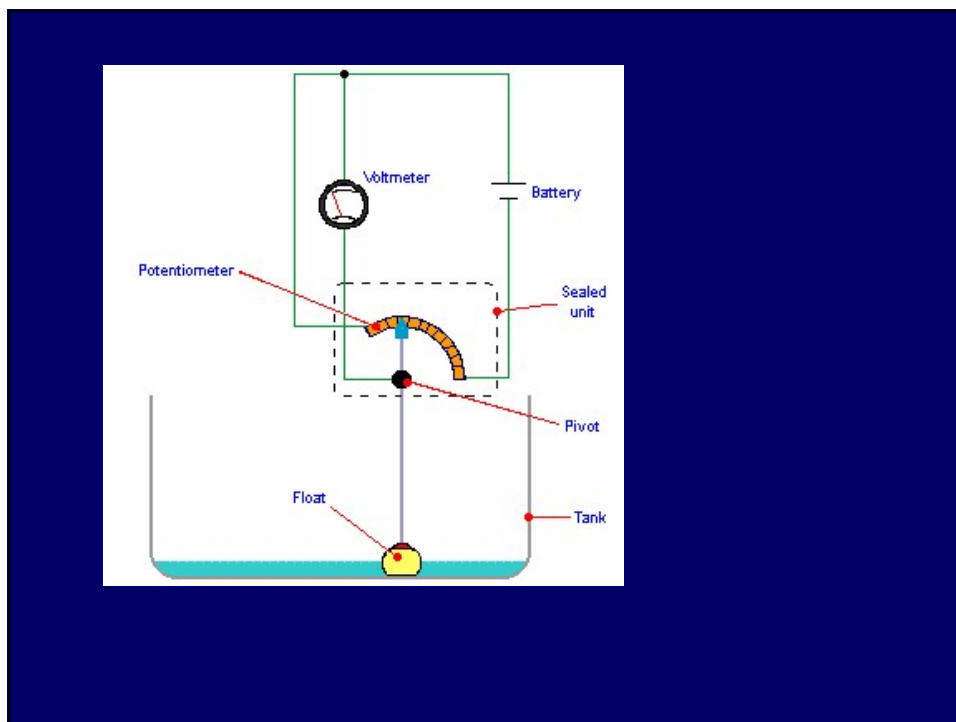 Voltmeter
Battery
Potentiometer
Sealed
unit
Pivot
Float
Tank